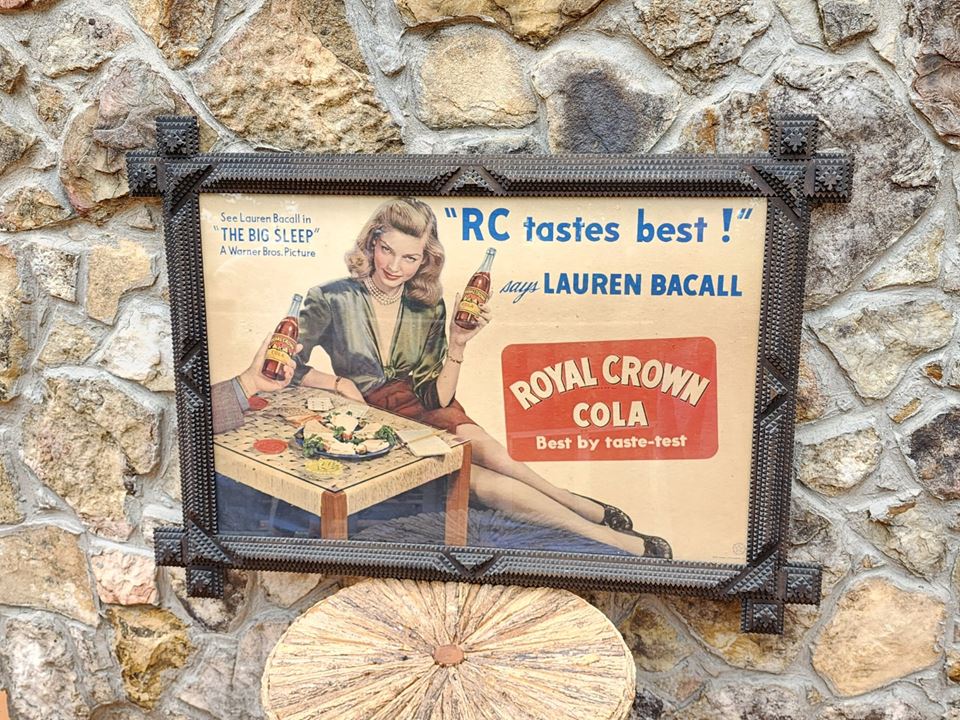 See Lauren Bacall in
"THE BIG SLEEP"
A Warner Bros. Picture
"RC tastes best!"
says LAUREN BACALL
ROYAL CROWN
COLA
Best by taste-test